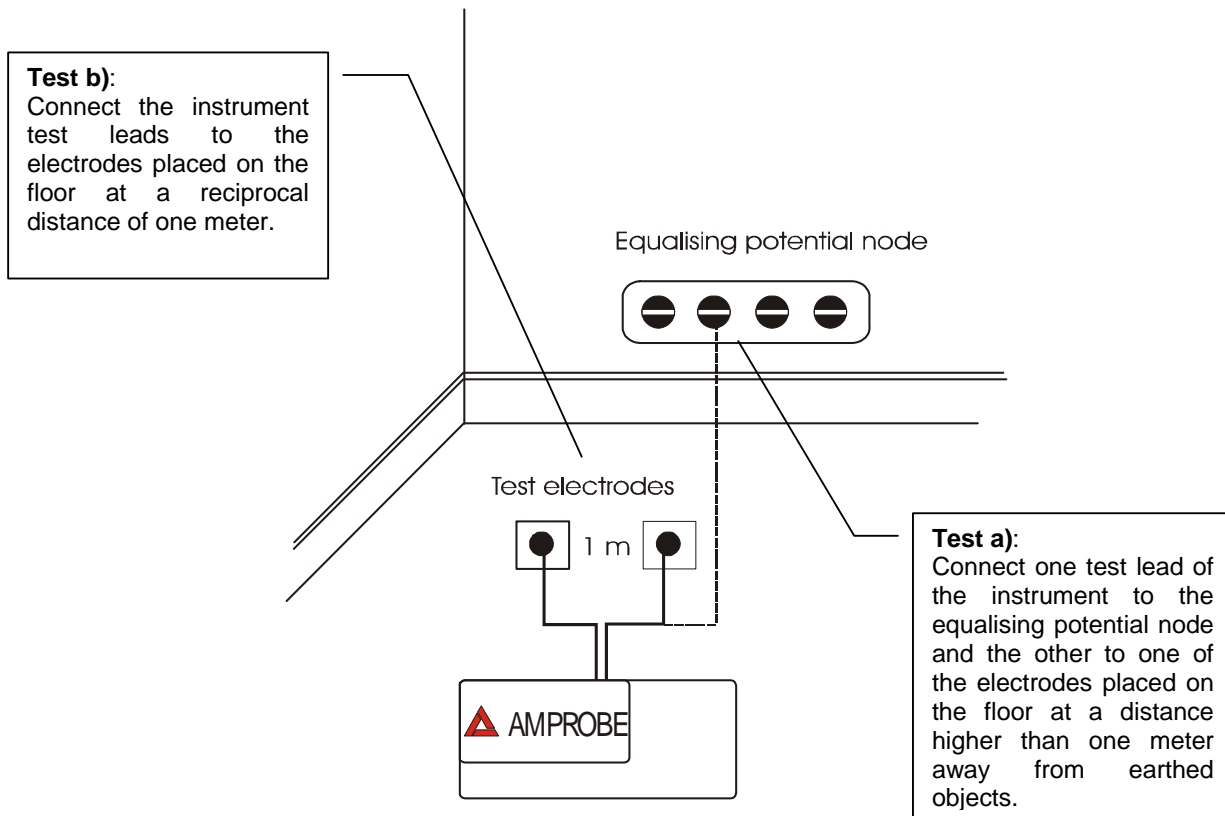 Test b):
Connect the instrument
test leads to the
electrodes placed on the
floor at a reciprocal
distance of one meter.
Equalising potential node
Test electrodes
1 m
AMPROBE
Test a):
Connect one test lead of
the instrument to the
equalising potential node
and the other to one of
the electrodes placed on
the floor at a distance
higher than one meter
away from earthed
objects.